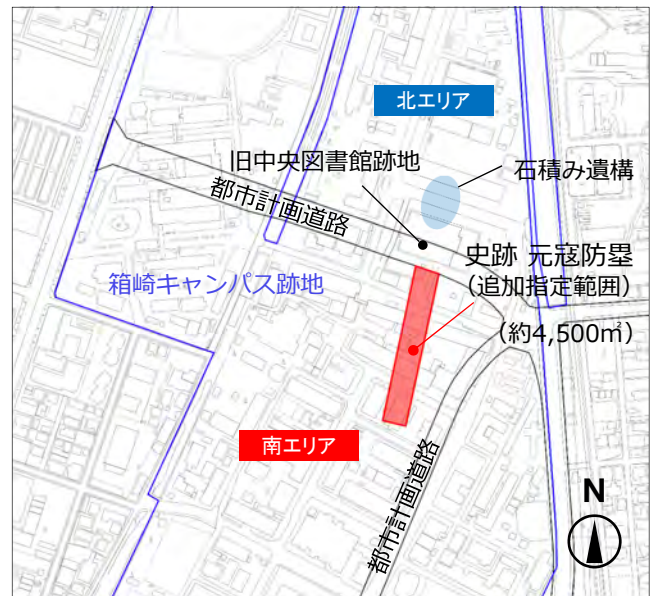 北エリア
旧中央図書館跡地
石積み遺構
都市計画道路
史跡 元寇防塁
（追加指定範囲）
箱崎キャンパス跡地
（約4,500㎡）
南エリア
都市計画道路
N